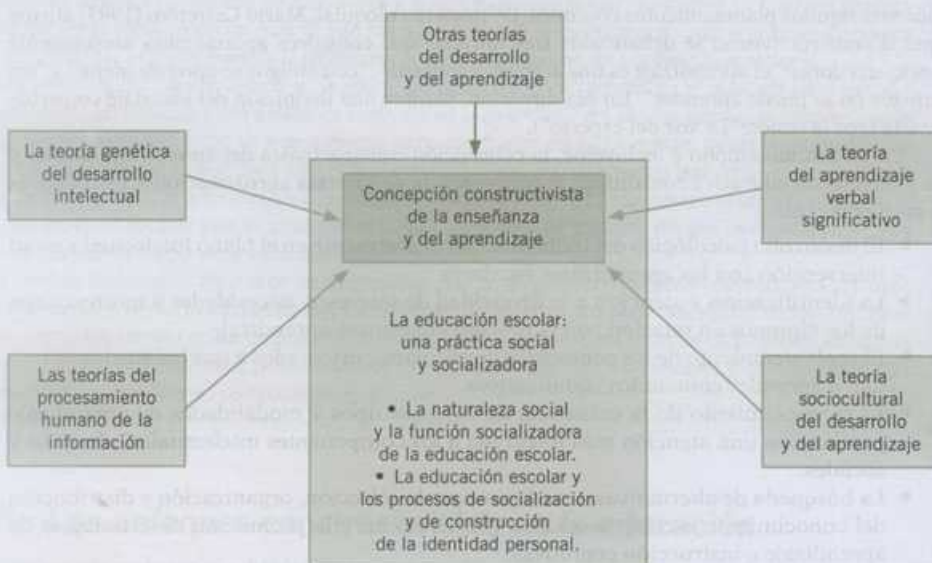 Otras teorías
del desarrollo
y del aprendizaje
La teoría genética
del desarrollo
intelectual
La teoría
del aprendizaje
verbal
significativo
Concepción constructivista
de la enseñanza
y del aprendizaje
La educación escolar:
una práctica social
y socializadora
• La naturaleza social
y la función socializadora
de la educación escolar.
• La educación escolar y
los procesos de socialización
y de construcción
de la identidad personal.
Las teorías del
procesamiento
humano de la
información
La teoría
sociocultural
del desarrollo
y del aprendizaje